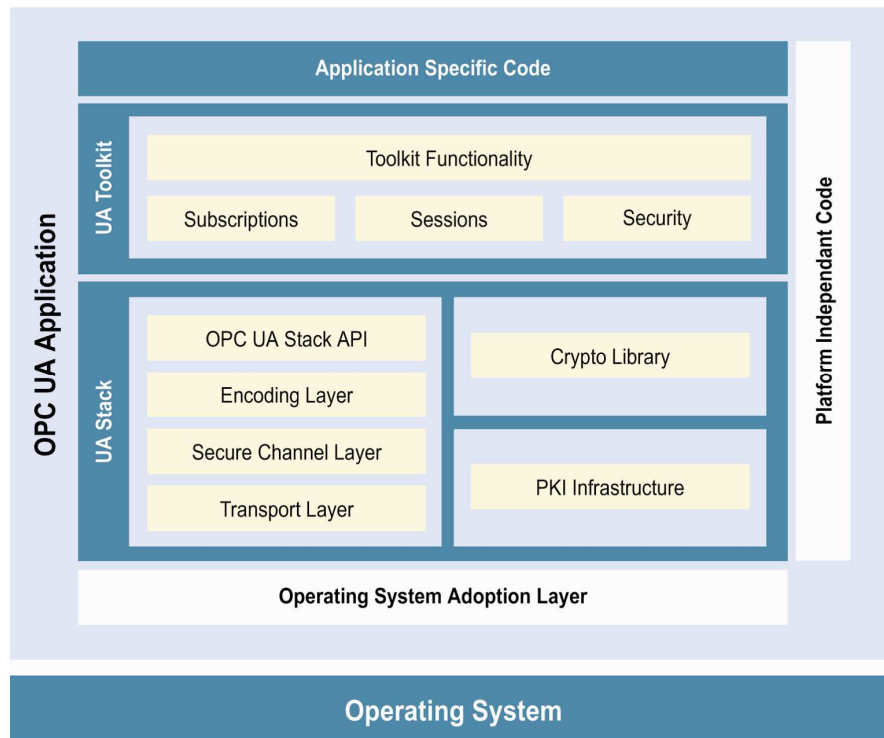 Application Specific Code
OPC UA Application
UA Toolkit
Toolkit Functionality
Subscriptions
Sessions
Security
Platform Independant Code
UA Stack
OPC UA Stack API
Encoding Layer
Secure Channel Layer
Transport Layer
Crypto Library
PKI Infrastructure
Operating System Adoption Layer
Operating System